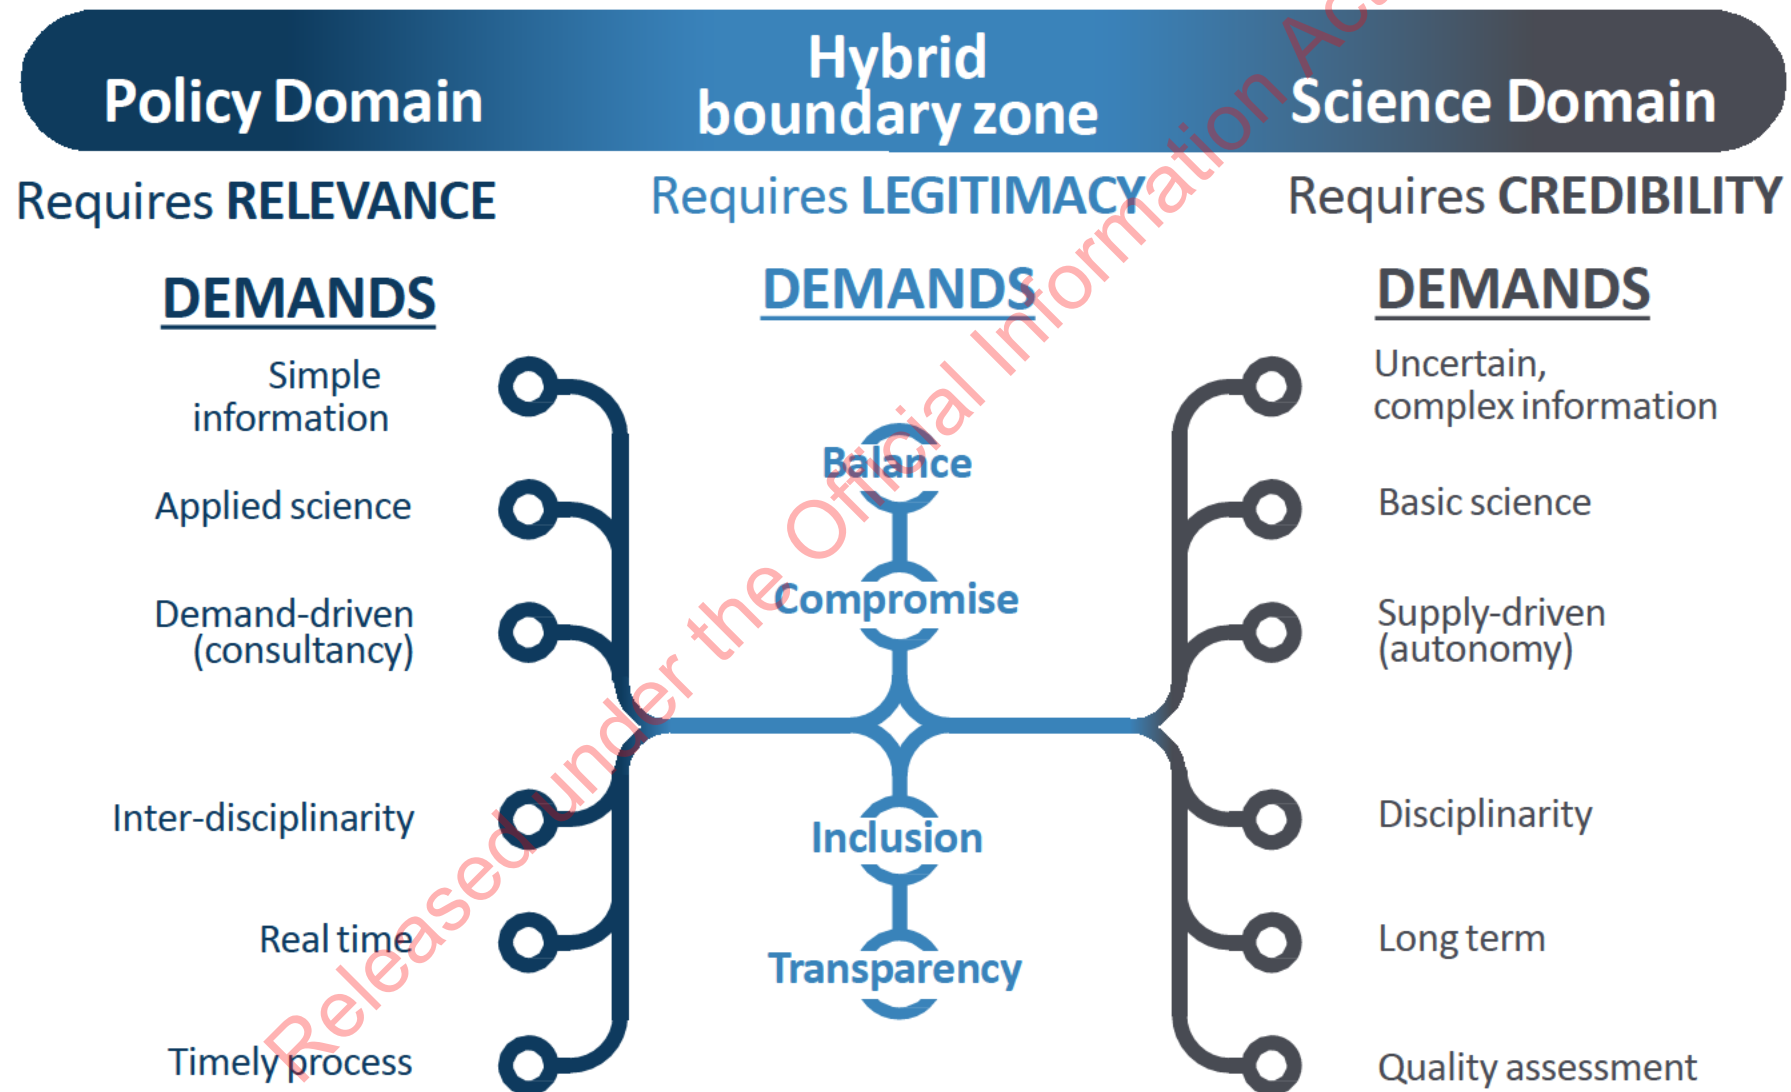 Policy Domain
Hybrid
boundary zone
Science Domain
Requires RELEVANCE
Requires LEGITIMACY
Requires CREDIBILITY
DEMANDS
Simple
information
Applied science
Demand-driven
(consultancy)
Inter-disciplinarity
Real time
Timely process
DEMANDS
Balance
Compromise
Inclusion
Transparency
DEMANDS
Uncertain,
complex information
Basic science
Supply-driven
(autonomy)
Disciplinarity
Long term
Quality assessment
Released under the Official Information Act